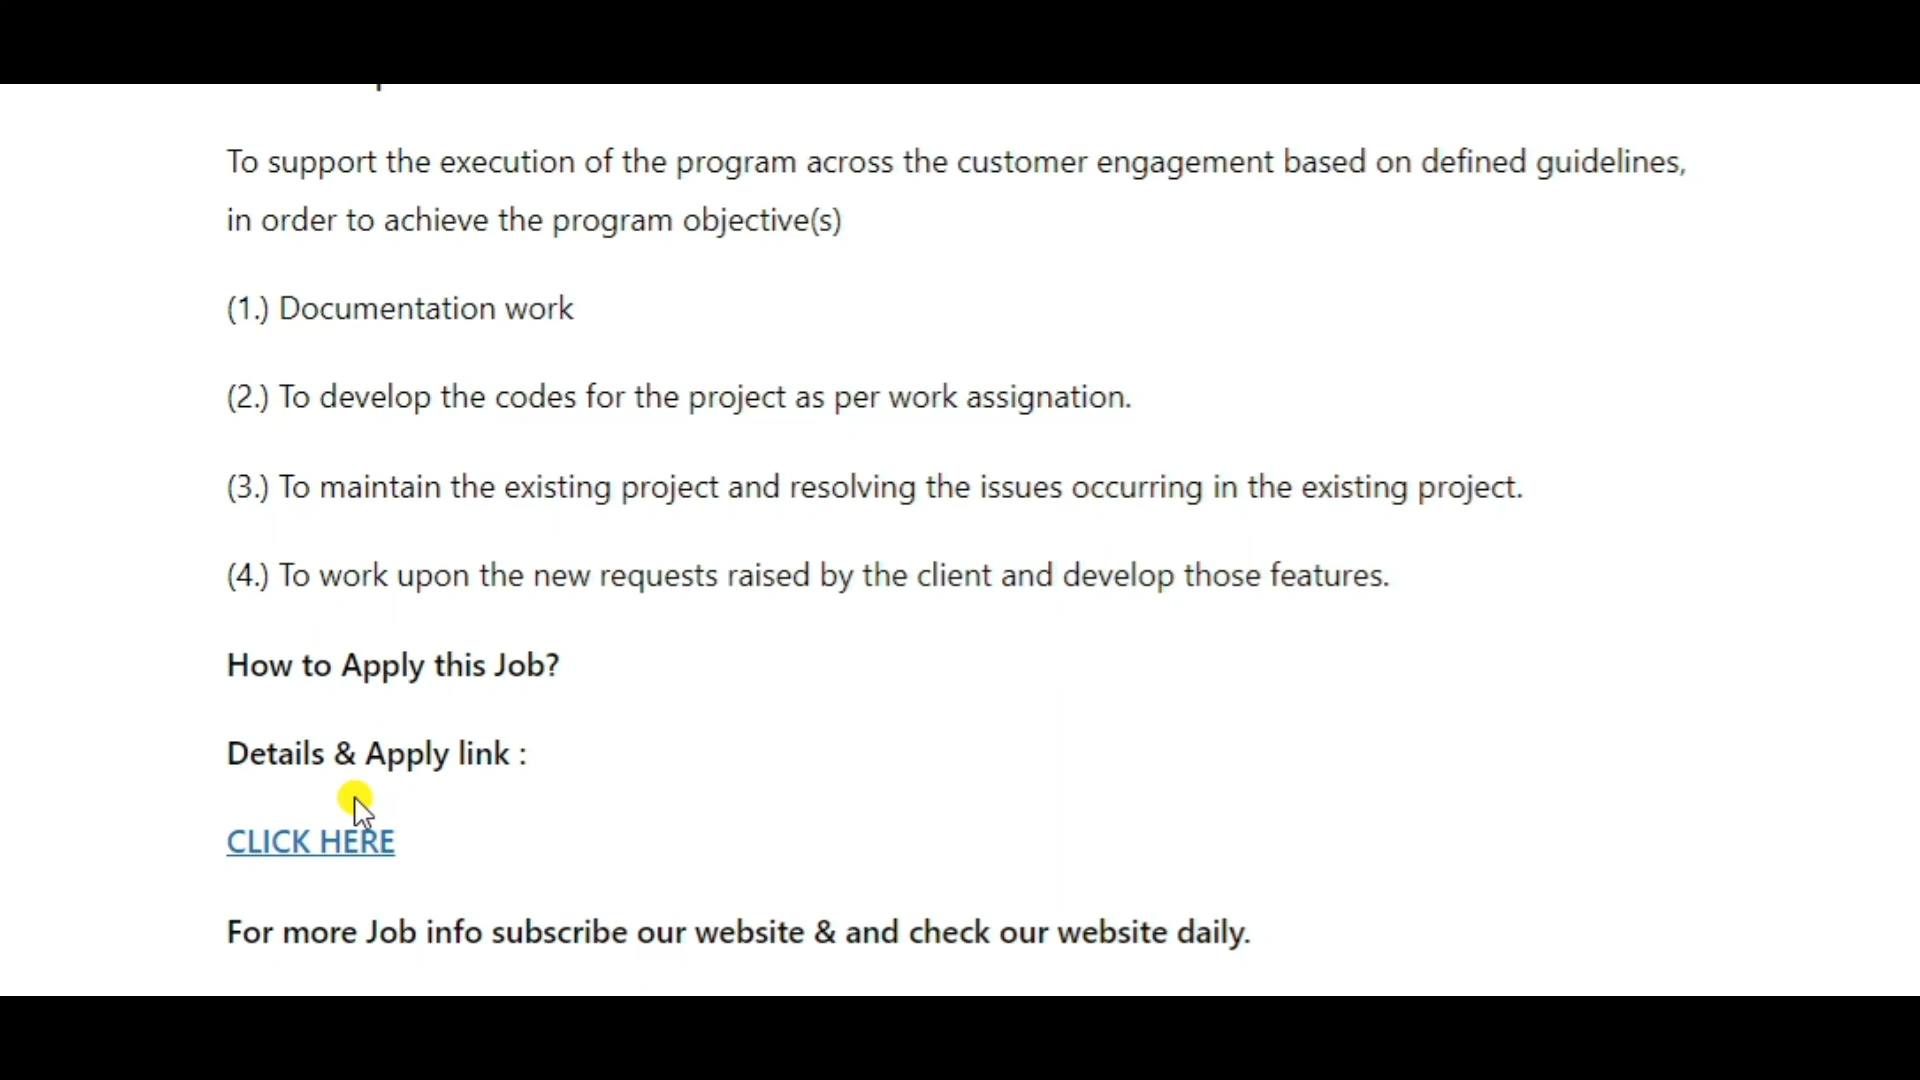 To support the execution of the program across the customer engagement based on defined guidelines,
in order to achieve the program objective(s)
(1.) Documentation work
(2.) To develop the codes for the project as per work assignation.
(3.) To maintain the existing project and resolving the issues occurring in the existing project.
(4.) To work upon the new requests raised by the client and develop those features.
How to Apply this Job?
Details & Apply link :
CLICK HERE
For more Job info subscribe our website & and check our website daily.